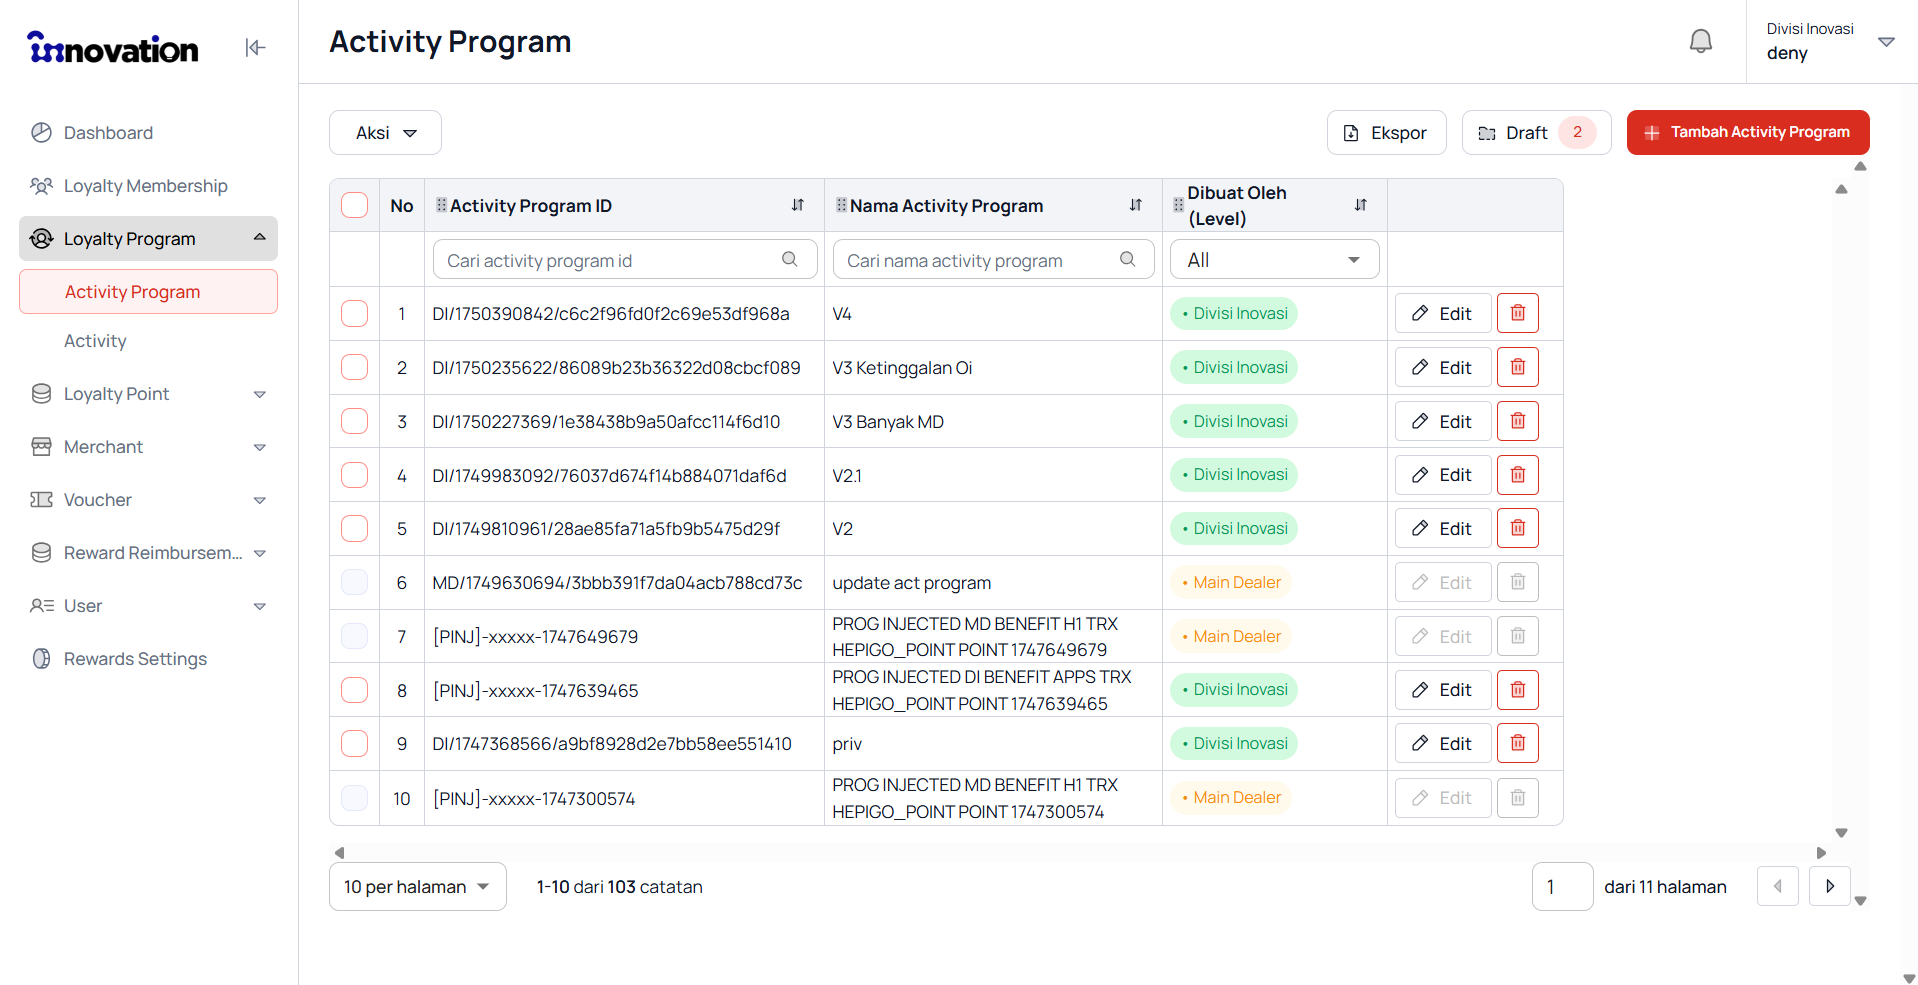 innovation
Activity Program
Divisi Inovasi
deny
Dashboard
Loyalty Membership
Loyalty Program
Activity Program
Activity
Loyalty Point
Merchant
Voucher
Reward Reimbursem...
User
Rewards Settings
Aksi
Ekspor
Draft 2
Tambah Activity Program
No Activity Program ID Nama Activity Program Dibuat Oleh (Level)
Cari activity program id Cari nama activity program All
1 DI/1750390842/c6c2f96fd0f2c69e53df968a V4 • Divisi Inovasi Edit
2 DI/1750235622/86089b23b36322d08cbcf089 V3 Ketinggalan Oi • Divisi Inovasi Edit
3 DI/1750227369/1e38438b9a50afcc114f6d10 V3 Banyak MD • Divisi Inovasi Edit
4 DI/1749983092/76037d674f14b884071daf6d V2.1 • Divisi Inovasi Edit
5 DI/1749810961/28ae85fa71a5fb9b5475d29f V2 • Divisi Inovasi Edit
6 MD/1749630694/3bbb391f7da04acb788cd73c update act program • Main Dealer Edit
7 [PINJ]-xxxxx-1747649679 PROG INJECTED MD BENEFIT H1 TRX HEPIGO_POINT POINT 1747649679 • Main Dealer Edit
8 [PINJ]-xxxxx-1747639465 PROG INJECTED DI BENEFIT APPS TRX HEPIGO_POINT POINT 1747639465 • Divisi Inovasi Edit
9 DI/1747368566/a9bf8928d2e7bb58ee551410 priv • Divisi Inovasi Edit
10 [PINJ]-xxxxx-1747300574 PROG INJECTED MD BENEFIT H1 TRX HEPIGO_POINT POINT 1747300574 • Main Dealer Edit
10 per halaman 1-10 dari 103 catatan 1 dari 11 halaman